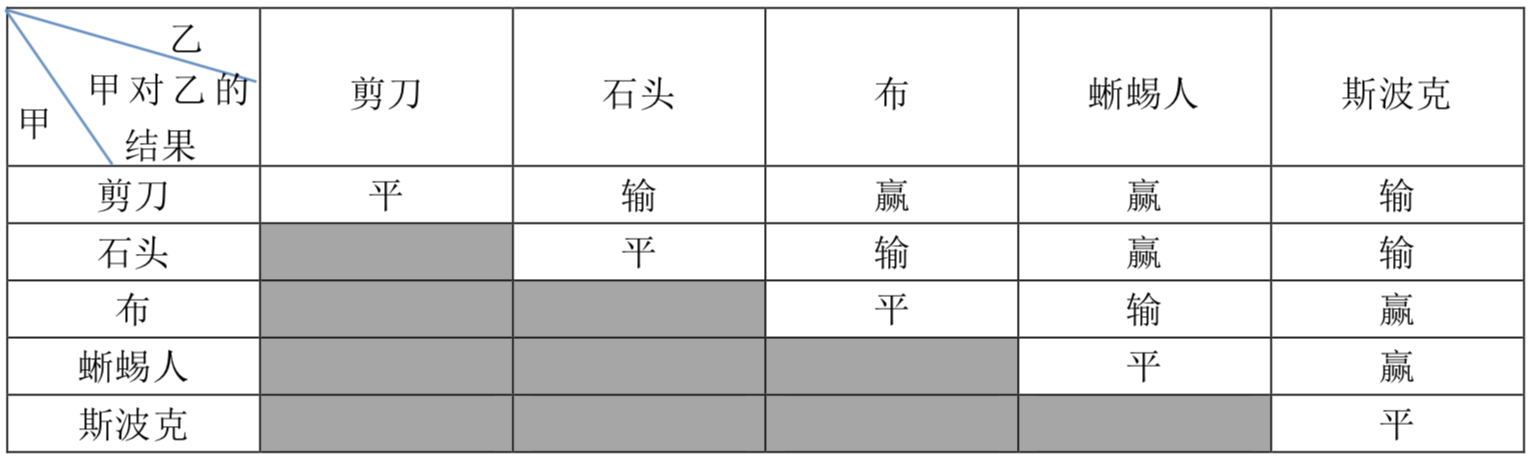 乙
甲对乙的
甲
结果
剪刀 石头 布 蜥蜴人 斯波克
剪刀 平 输 赢 赢 输
石头 平 输 赢 输
布 平 输 赢
蜥蜴人 平 赢
斯波克 平